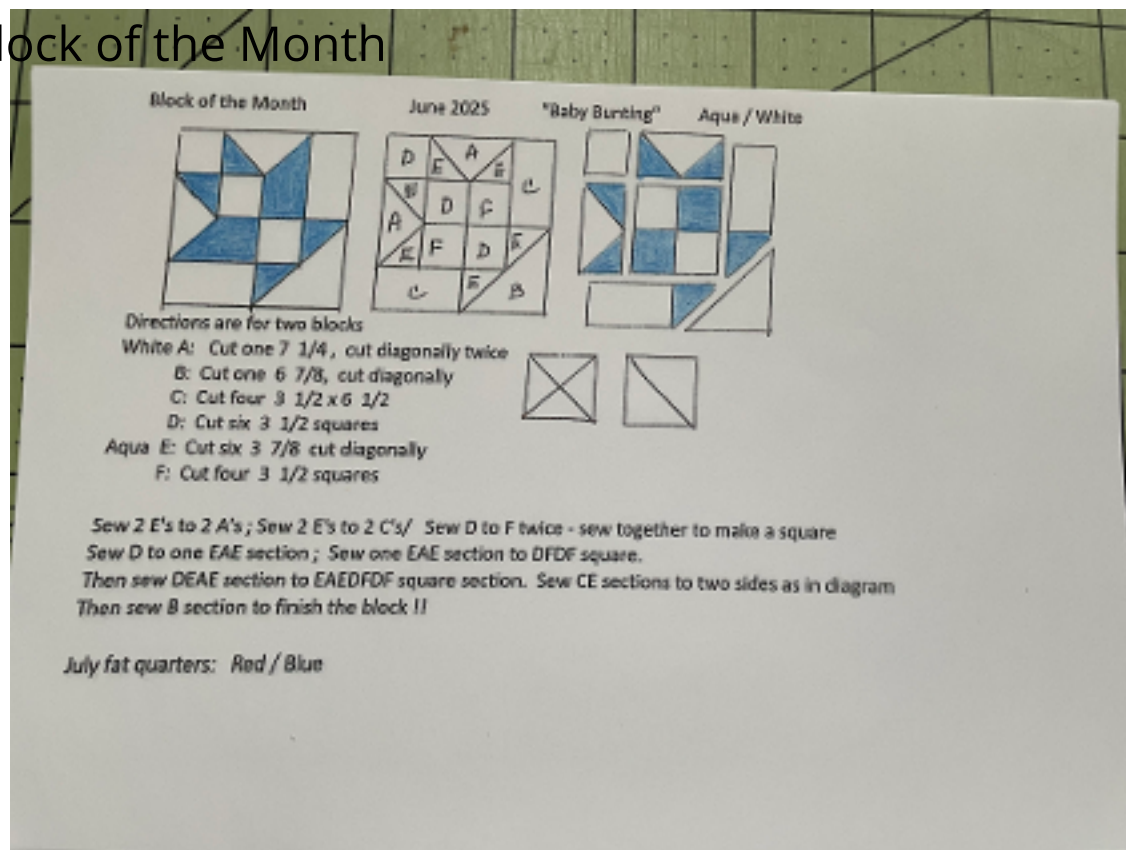 lock of the Month
Block of the Month June 2025 "Baby Bunting" Aqua / White
D E A E C
E D F
A
E F D E
C E B
Directions are for two blocks
White A: Cut one 7 1/4, cut diagonally twice
B: Cut one 6 7/8, cut diagonally
C: Cut four 3 1/2 x 6 1/2
D: Cut six 3 1/2 squares
Aqua E: Cut six 3 7/8 cut diagonally
F: Cut four 3 1/2 squares
Sew 2 E's to 2 A's ; Sew 2 E's to 2 C's/ Sew D to F twice - sew together to make a square
Sew D to one EAE section ; Sew one EAE section to DFDF square.
Then sew DEAE section to EAEDFDF square section. Sew CE sections to two sides as in diagram
Then sew B section to finish the block !!
July fat quarters: Red / Blue